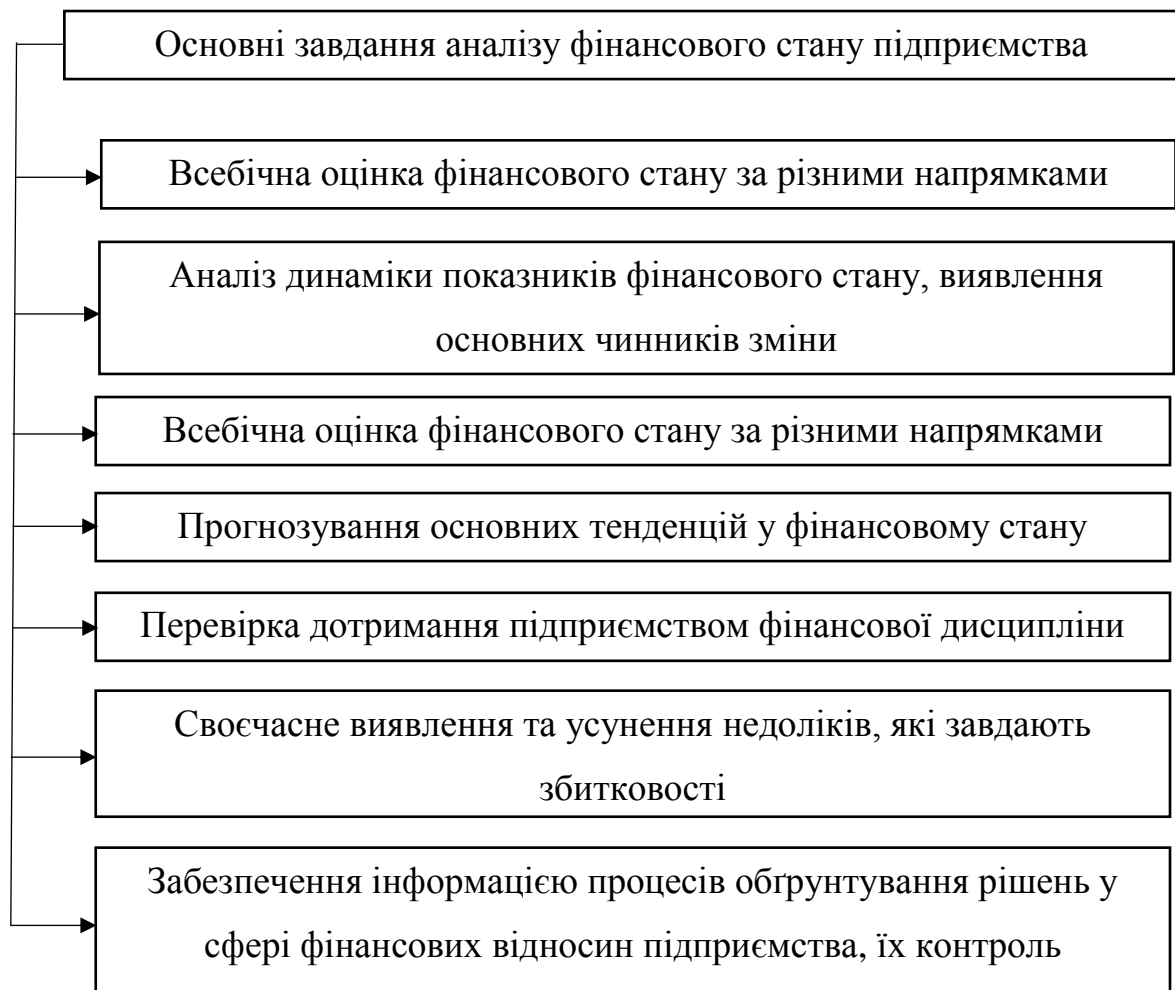 Основні завдання аналізу фінансового стану підприємства
Всебічна оцінка фінансового стану за різними напрямками
Аналіз динаміки показників фінансового стану, виявлення
основних чинників зміни
Всебічна оцінка фінансового стану за різними напрямками
Прогнозування основних тенденцій у фінансовому стану
Перевірка дотримання підприємством фінансової дисципліни
Своєчасне виявлення та усунення недоліків, які завдають
збитковості
Забезпечення інформацією процесів обґрунтування рішень у
сфері фінансових відносин підприємства, їх контроль